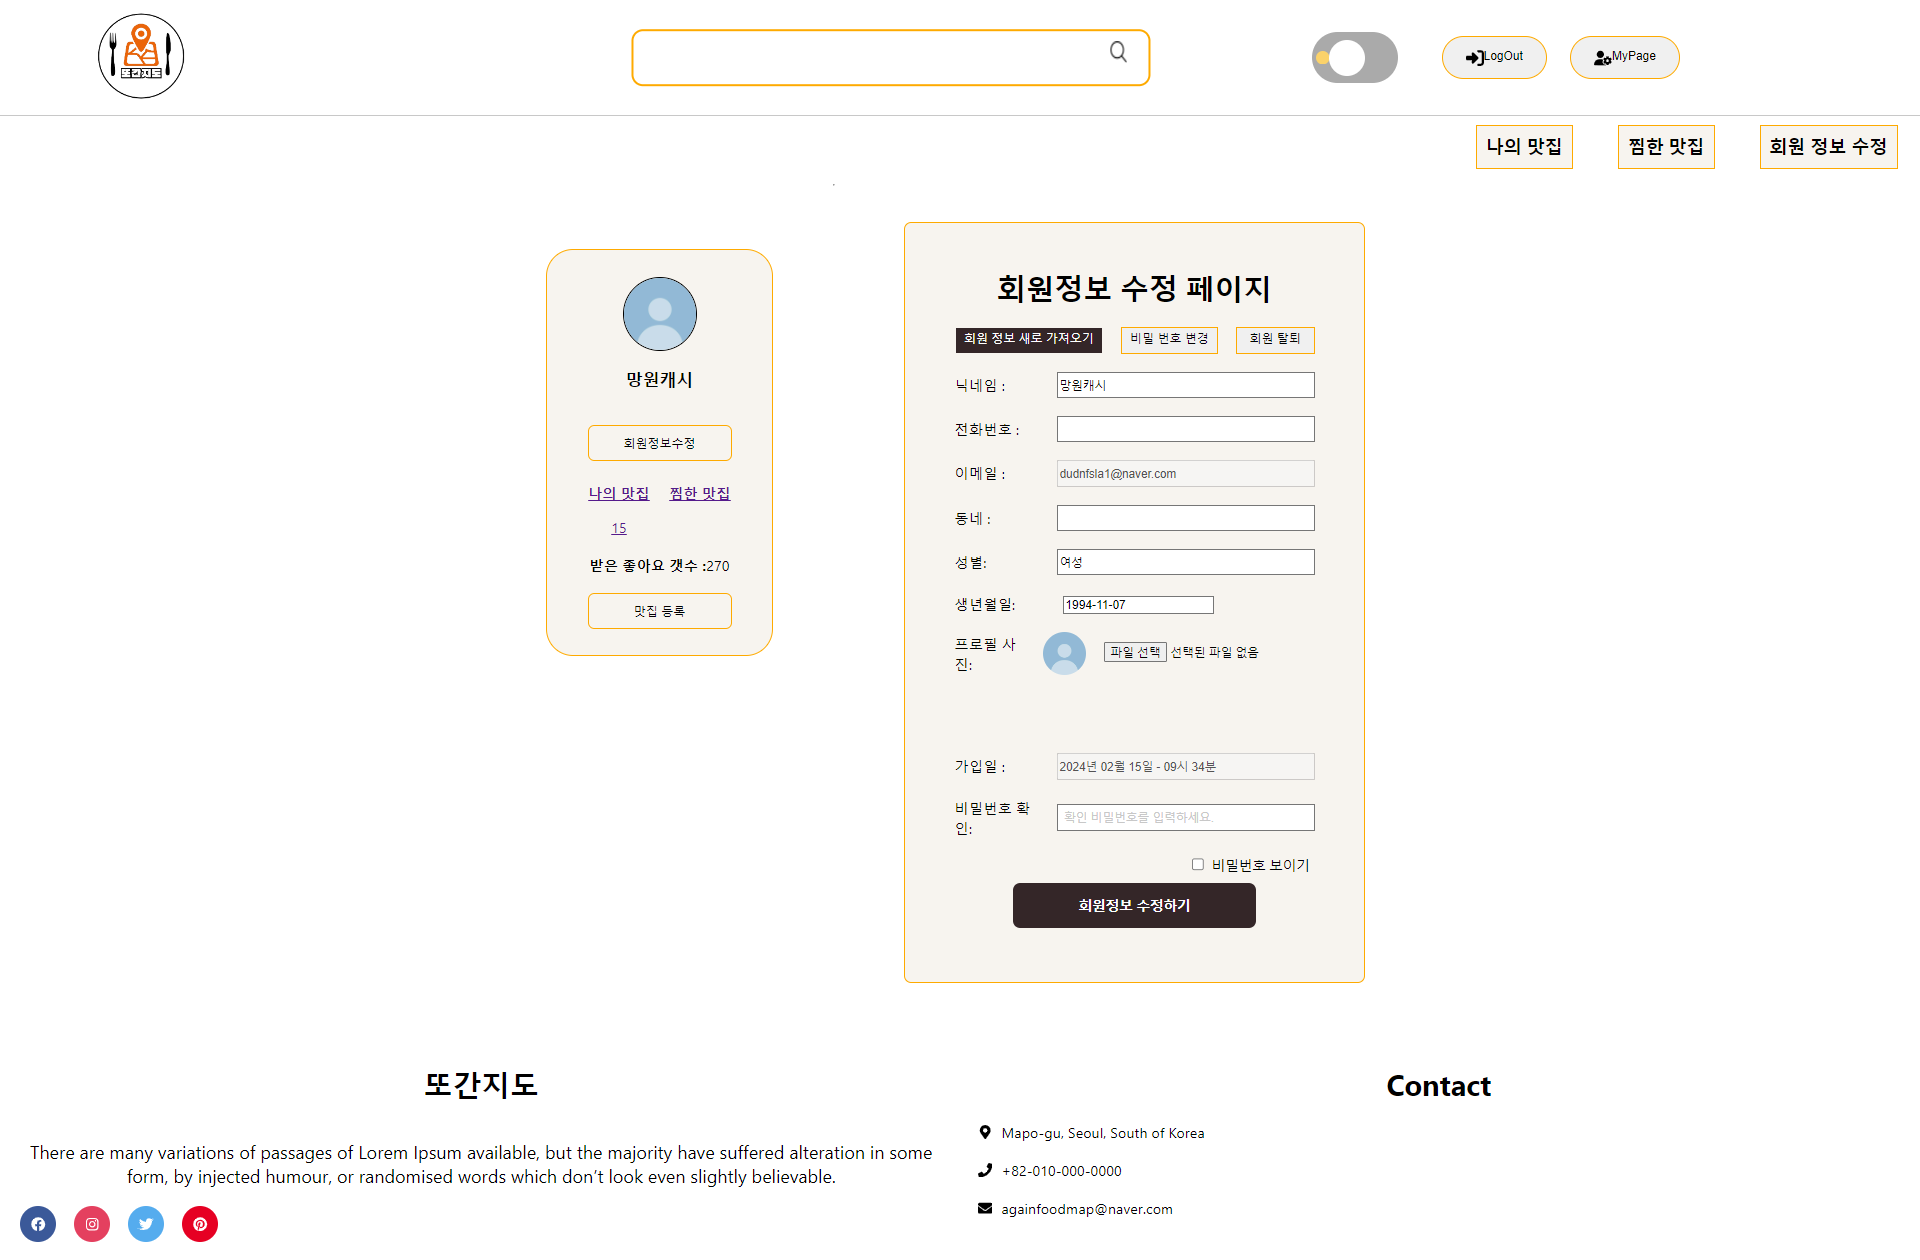 또간지도
LogOut
MyPage
나의 맛집
찜한 맛집
회원 정보 수정
망원캐시
회원정보수정
나의 맛집 찜한 맛집
15
받은 좋아요 갯수 :270
맛집 등록
회원정보 수정 페이지
회원 정보 새로 가져오기
비밀 번호 변경
회원 탈퇴
닉네임 : 망원캐시
전화번호 :
이메일 : dudnfsla1@naver.com
동네 :
성별: 여성
생년월일: 1994-11-07
프로필 사
진:
파일 선택 선택된 파일 없음
가입일 : 2024년 02월 15일 - 09시 34분
비밀번호 확
인:
확인 비밀번호를 입력하세요.
비밀번호 보이기
회원정보 수정하기
또간지도
There are many variations of passages of Lorem Ipsum available, but the majority have suffered alteration in some
form, by injected humour, or randomised words which don’t look even slightly believable.
Contact
Mapo-gu, Seoul, South of Korea
+82-010-000-0000
againfoodmap@naver.com